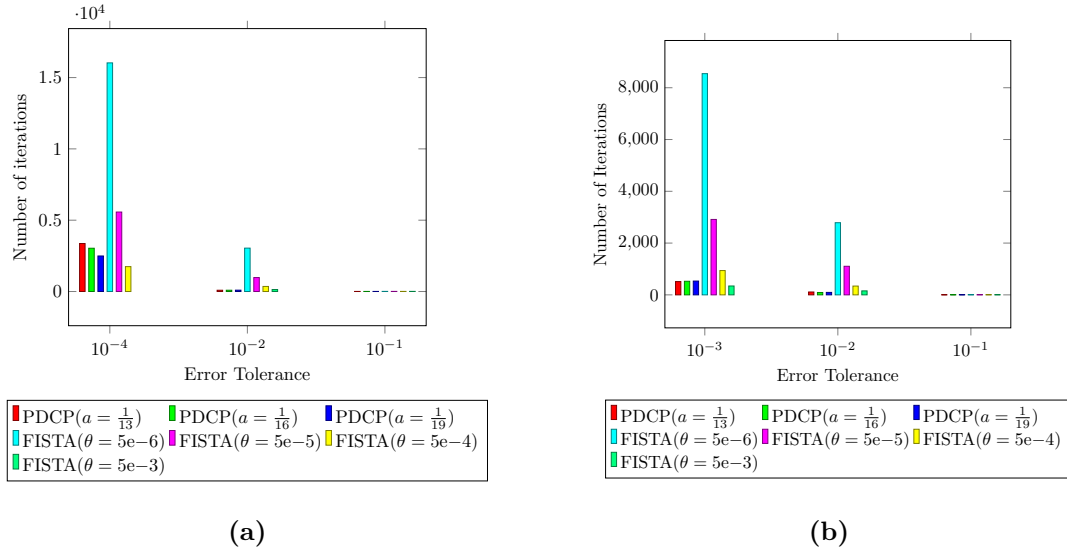 ·10⁴
1.5
1
0.5
0
Number of iterations
10⁻⁴
10⁻²
10⁻¹
Error Tolerance
PDCP(a = 1/13) PDCP(a = 1/16) PDCP(a = 1/19)
FISTA(θ = 5e−6) FISTA(θ = 5e−5) FISTA(θ = 5e−4)
FISTA(θ = 5e−3)
(a)
8,000
6,000
4,000
2,000
0
Number of Iterations
10⁻³
10⁻²
10⁻¹
Error Tolerance
PDCP(a = 1/13) PDCP(a = 1/16) PDCP(a = 1/19)
FISTA(θ = 5e−6) FISTA(θ = 5e−5) FISTA(θ = 5e−4)
FISTA(θ = 5e−3)
(b)